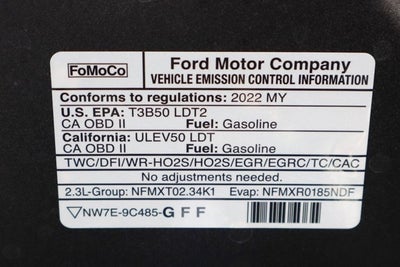 FoMoCo Ford Motor Company
VEHICLE EMISSION CONTROL INFORMATION
Conforms to regulations: 2022 MY
U.S. EPA: T3B50 LDT2
CA OBD II Fuel: Gasoline
California: ULEV50 LDT
CA OBD II Fuel: Gasoline
TWC/DFI/WR-HO2S/HO2S/EGR/EGRC/TC/CAC
No adjustments needed.
2.3L-Group: NFMXT02.34K1 Evap: NFMXR0185NDF
NW7E-9C485-GFF